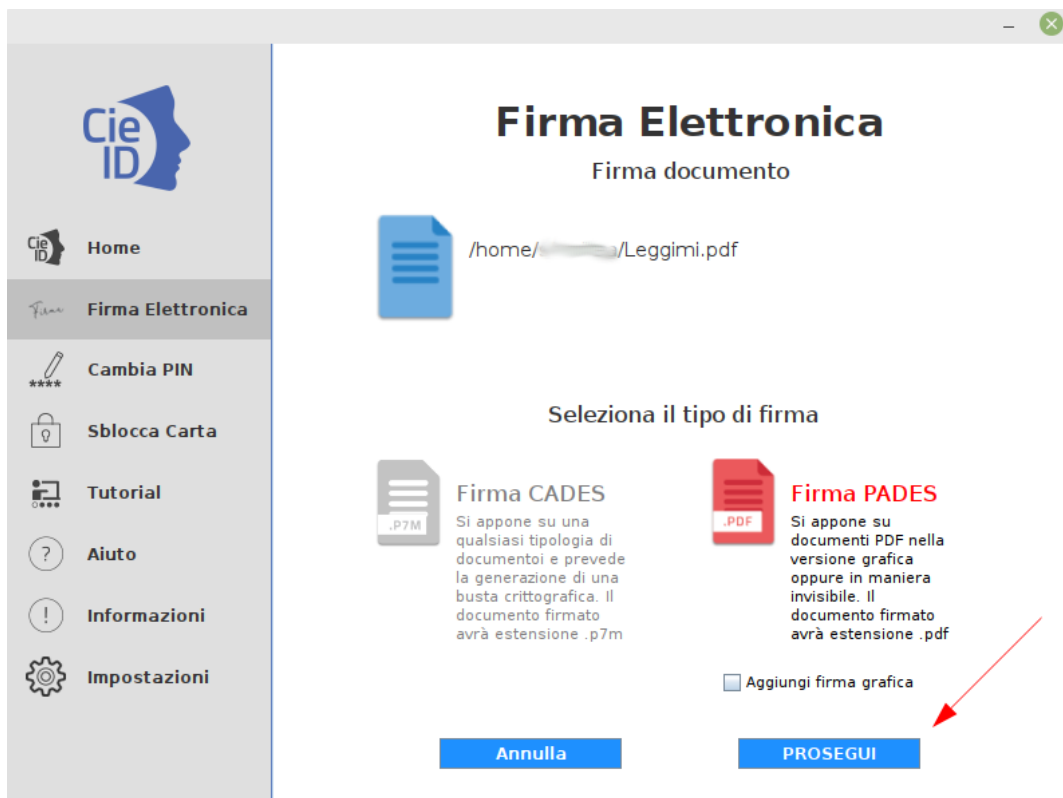 Cie
ID
Cie
ID
Home
Firma
Firma Elettronica
****
Cambia PIN
Sblocca Carta
Tutorial
?
Aiuto
!
Informazioni
Impostazioni
Firma Elettronica
Firma documento
/home/ /Leggimi.pdf
Seleziona il tipo di firma
.P7M
Firma CADES
Si appone su una
qualsiasi tipologia di
documentoi e prevede
la generazione di una
busta crittografica. Il
documento firmato
avrà estensione .p7m
.PDF
Firma PADES
Si appone su
documenti PDF nella
versione grafica
oppure in maniera
invisibile. Il
documento firmato
avrà estensione .pdf
Aggiungi firma grafica
Annulla
PROSEGUI